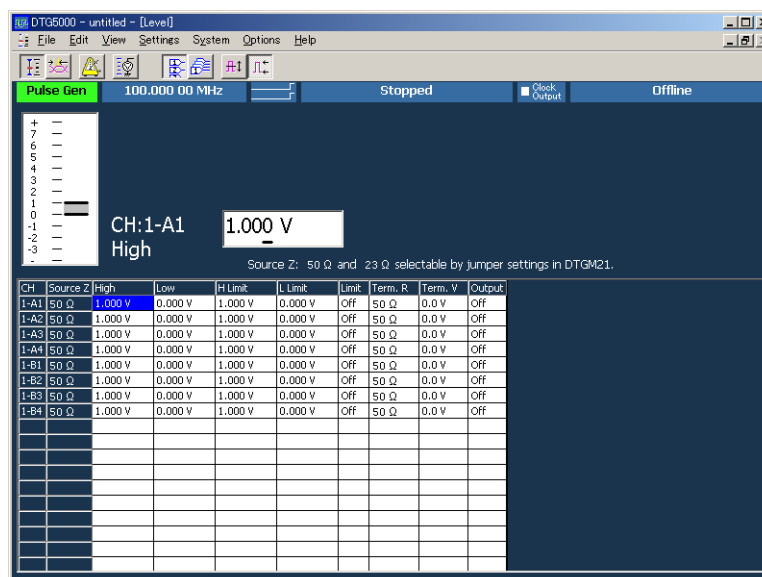 DTG5000 - untitled - [Level]
File Edit View Settings System Options Help
Pulse Gen 100.000 00 MHz Stopped Clock Output Offline
+
7
6
5
4
3
2
1
0
-1
-2
-3
-
CH:1-A1 1.000 V
High
Source Z: 50 Ω and 23 Ω selectable by jumper settings in DTGM21.
CH Source Z High Low H Limit L Limit Limit Term. R Term. V Output
1-A1 50 Ω 1.000 V 0.000 V 1.000 V 0.000 V Off 50 Ω 0.0 V Off
1-A2 50 Ω 1.000 V 0.000 V 1.000 V 0.000 V Off 50 Ω 0.0 V Off
1-A3 50 Ω 1.000 V 0.000 V 1.000 V 0.000 V Off 50 Ω 0.0 V Off
1-A4 50 Ω 1.000 V 0.000 V 1.000 V 0.000 V Off 50 Ω 0.0 V Off
1-B1 50 Ω 1.000 V 0.000 V 1.000 V 0.000 V Off 50 Ω 0.0 V Off
1-B2 50 Ω 1.000 V 0.000 V 1.000 V 0.000 V Off 50 Ω 0.0 V Off
1-B3 50 Ω 1.000 V 0.000 V 1.000 V 0.000 V Off 50 Ω 0.0 V Off
1-B4 50 Ω 1.000 V 0.000 V 1.000 V 0.000 V Off 50 Ω 0.0 V Off